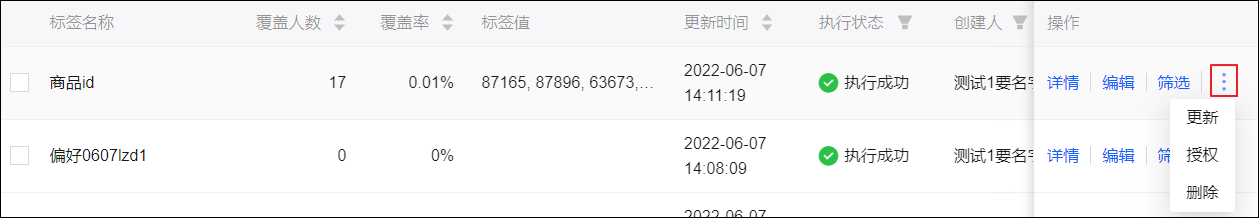 标签名称 覆盖人数 覆盖率 标签值 更新时间 执行状态 创建人 操作
商品id 17 0.01% 87165, 87896, 63673,... 2022-06-07 14:11:19 执行成功 测试1要名字 详情 编辑 筛选
更新
偏好0607lzd1 0 0% 2022-06-07 14:08:09 执行成功 测试1要名字 详情 编辑
授权
删除
2022-06-07